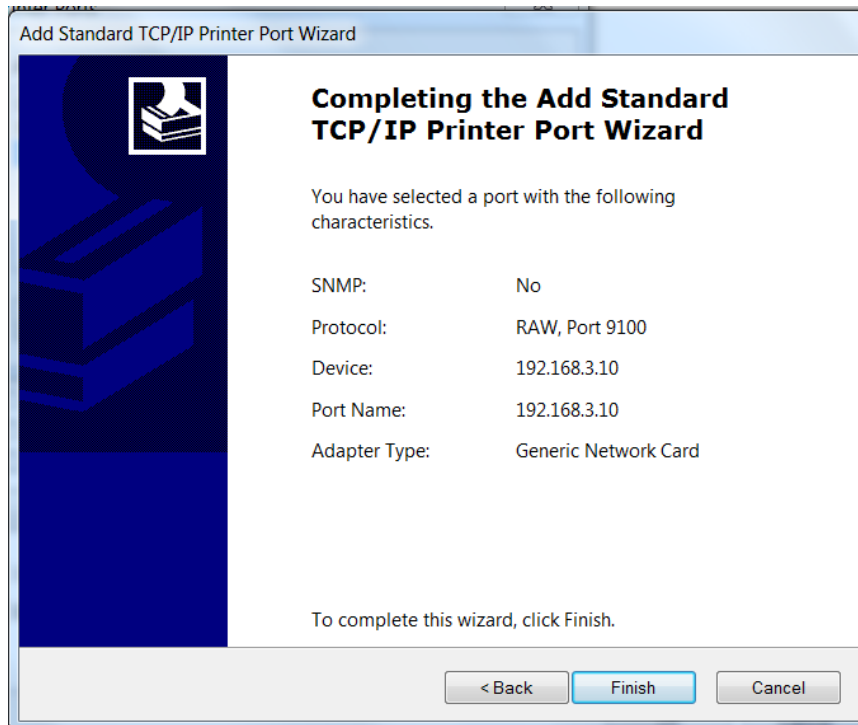 Add Standard TCP/IP Printer Port Wizard
Completing the Add Standard
TCP/IP Printer Port Wizard
You have selected a port with the following
characteristics.
SNMP: No
Protocol: RAW, Port 9100
Device: 192.168.3.10
Port Name: 192.168.3.10
Adapter Type: Generic Network Card
To complete this wizard, click Finish.
< Back Finish Cancel